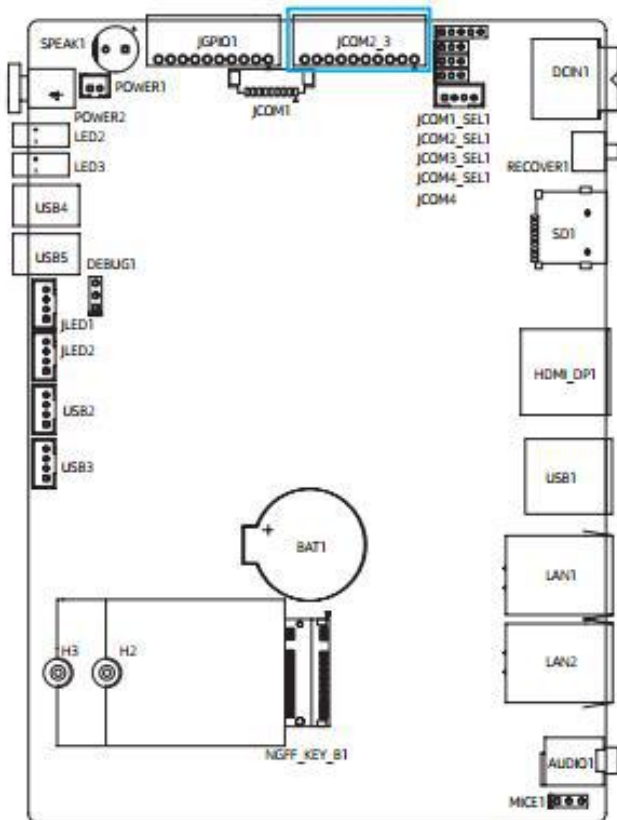 SPEAK1
JGPIO1
JCOM2_3
DCIN1
POWER1
JCOM1
POWER2
LED2
LED3
JCOM1_SEL1
JCOM2_SEL1
JCOM3_SEL1
JCOM4_SEL1
JCOM4
RECOVER1
USB4
SD1
USB5
DEBUG1
JLED1
JLED2
HDMI_DP1
USB2
USB3
USB1
+
BAT1
LAN1
H3
H2
LAN2
NGFF_KEY_B1
AUDIO1
MICE1